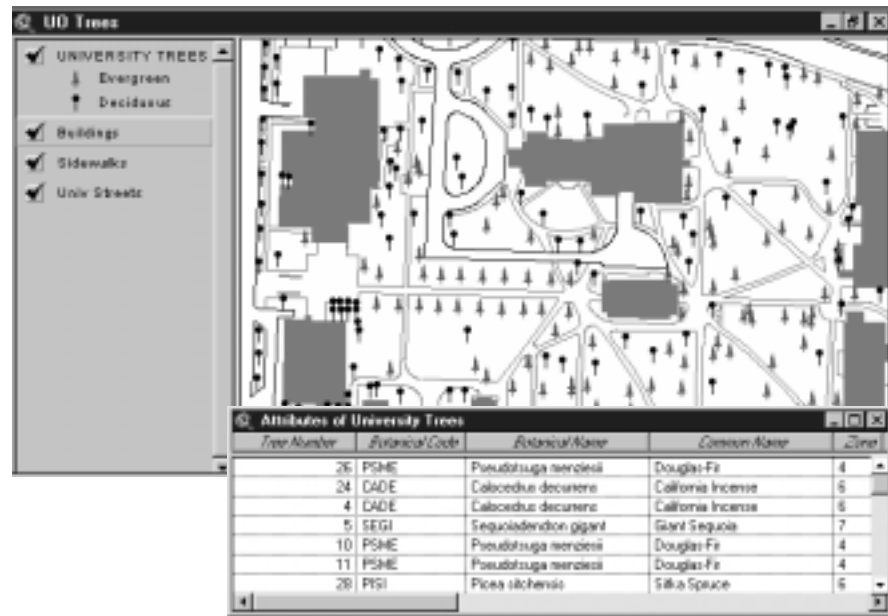 UO Trees
UNIVERSITY TREES
Evergreen
Deciduous
Buildings
Sidewalks
Univ Streets
Attributes of University Trees
Tree Number Botanical Code Botanical Name Common Name Zone
26 PSME Pseudotsuga menziesii Douglas-Fir 4
24 CADE Calocedrus decurrens California Incense 6
4 CADE Calocedrus decurrens California Incense 6
5 SEGI Sequoiadendron gigant Giant Sequoia 7
10 PSME Pseudotsuga menziesii Douglas-Fir 4
11 PSME Pseudotsuga menziesii Douglas-Fir 4
28 PISI Picea sitchensis Sitka Spruce 6